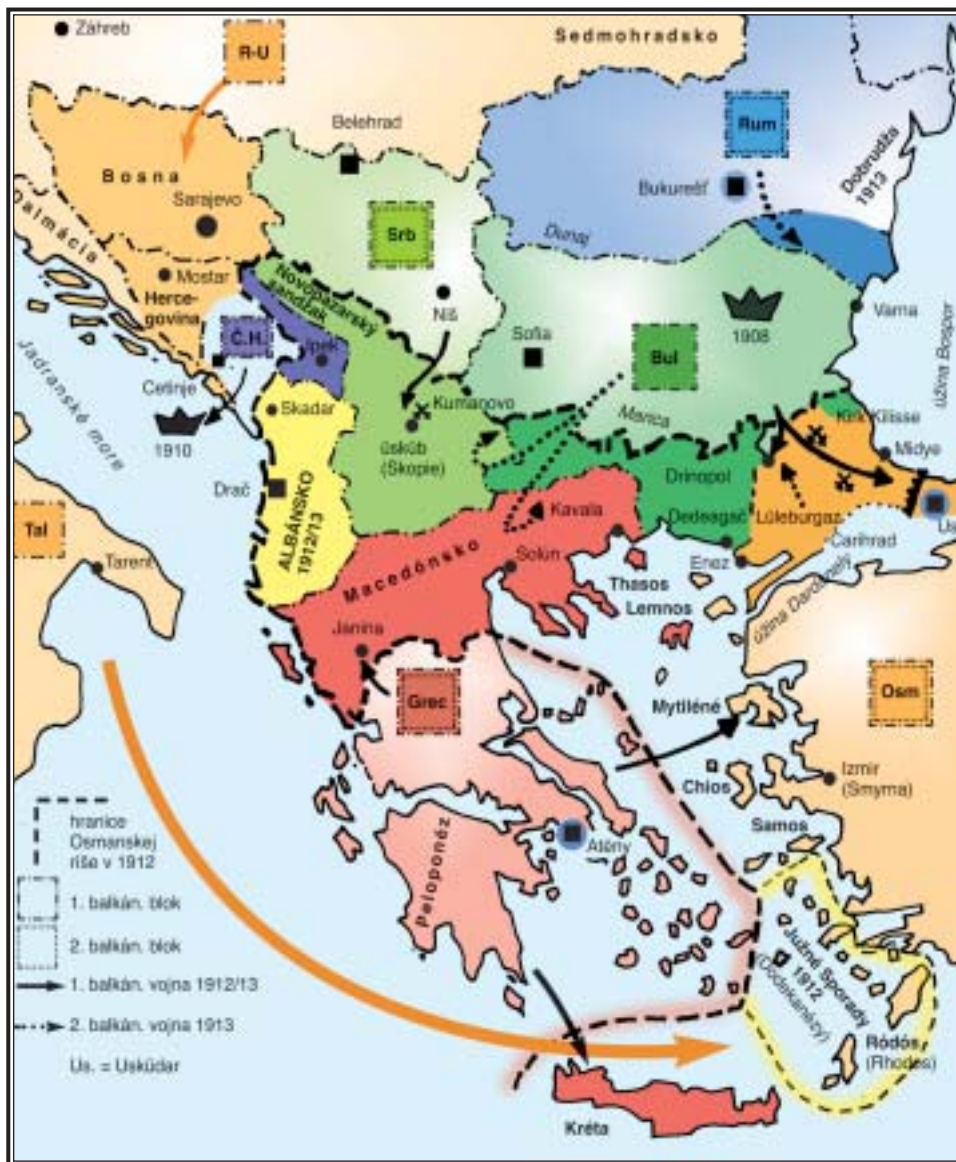 Záhreb
R-U
Sedmohradsko
Belehrad
Rum
Bukurešť
Dobrudža
1913
Bosna
Sarajevo
Dalmácia
Srb
Dunaj
Mostar
Herce-
govina
Novopazarský
sandžak
Niš
Varna
1908
Sofia
Bul
Č.H.
Ipek
úžina Bospor
Jadranské more
Cetinje
1910
Skadar
Kumanovo
Marica
Kirk Kilisse
üsküb
(Skopie)
Midye
Drač
Drinopol
ALBÁNSKO
1912/13
Kavala
Dedeagač
Lüleburgaz
Us
Tal
Carihrad
Macedónsko
Solún
Enez
Tarent
Thasos
Lemnos
úžina Dardanely
Janina
Grec
Mytiléné
Osm
Izmir
(Smyrna)
Chios
hranice
Osmanskej
ríše v 1912
Samos
Atény
Peloponéz
1. balkán. blok
2. balkán. blok
Južné Sporady
1912
(Dodekanézy)
1. balkán. vojna 1912/13
2. balkán. vojna 1913
Us. = Usküdar
Ródós
(Rhodes)
Kréta